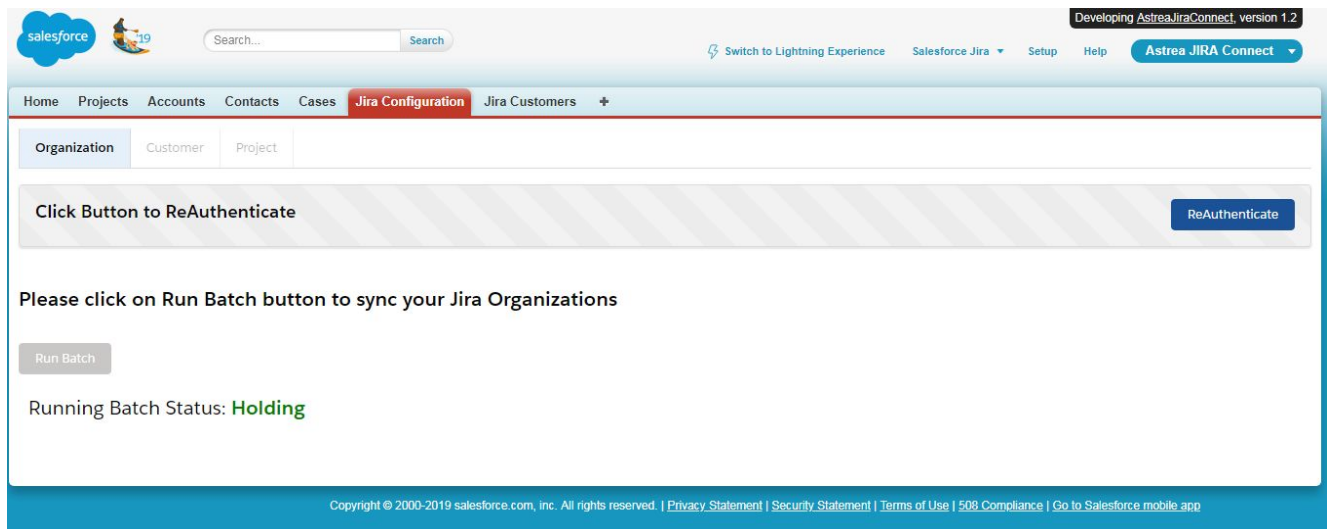 Developing AstreaJiraConnect, version 1.2
salesforce '19 Search... Search
Switch to Lightning Experience Salesforce Jira Setup Help Astrea JIRA Connect
Home Projects Accounts Contacts Cases Jira Configuration Jira Customers +
Organization Customer Project
Click Button to ReAuthenticate ReAuthenticate
Please click on Run Batch button to sync your Jira Organizations
Run Batch
Running Batch Status: Holding
Copyright © 2000-2019 salesforce.com, inc. All rights reserved. | Privacy Statement | Security Statement | Terms of Use | 508 Compliance | Go to Salesforce mobile app